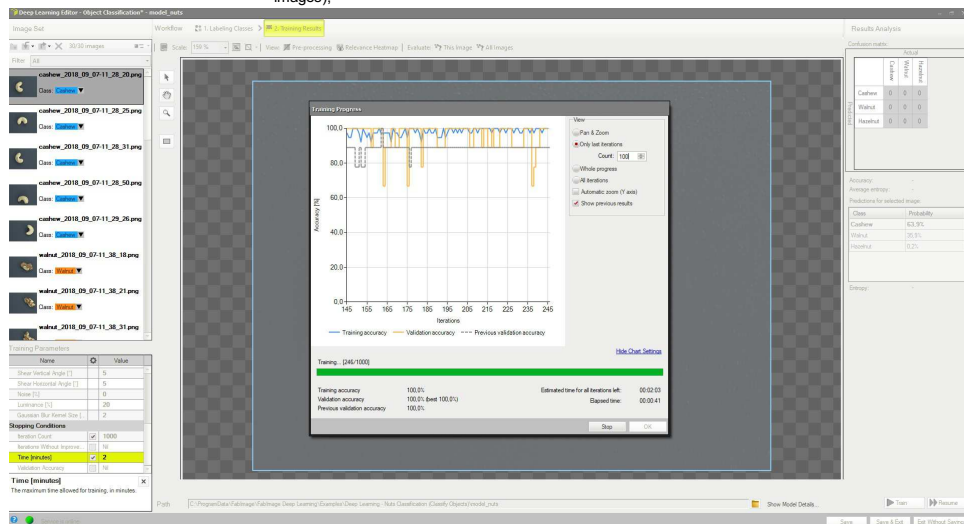 images),
Deep Learning Editor - Object Classification* - model_nuts
Image Set
Workflow
1. Labeling Classes
2. Training Results
Results Analysis
30/30 images
Scale: 156 %
View:
Pre-processing
Relevance Heatmap
Evaluate:
This Image
All Images
Filter All
cashew_2018_09_07-11_28_20.png
Class: Cashew
cashew_2018_09_07-11_28_25.png
Class: Cashew
cashew_2018_09_07-11_28_31.png
Class: Cashew
cashew_2018_09_07-11_28_50.png
Class: Cashew
cashew_2018_09_07-11_29_26.png
Class: Cashew
walnut_2018_09_07-11_38_18.png
Class: Walnut
walnut_2018_09_07-11_38_21.png
Class: Walnut
walnut_2018_09_07-11_38_31.png
Training Parameters
Name Value
Shear Vertical Angle [°] 5
Shear Horizontal Angle [°] 5
Noise [%] 0
Luminance [%] 20
Gaussian Blur Kernel Size [... 2
Stopping Conditions
Iteration Count 1000
Iterations Without Improve... Nil
Time [minutes] 2
Validation Accuracy Nil
Time [minutes]
The maximum time allowed for training, in minutes.
Training Progress
100,0
80,0
60,0
40,0
20,0
0,0
Accuracy [%]
145 155 165 175 185 195 205 215 225 235 245
Iterations
Training accuracy
Validation accuracy
Previous validation accuracy
View
Pan & Zoom
Only last iterations
Count: 100
Whole progress
All iterations
Automatic zoom (Y axis)
Show previous results
Hide Chart Settings
Training... [246/1000]
Training accuracy 100,0%
Validation accuracy 100,0% (best 100,0%)
Previous validation accuracy 100,0%
Estimated time for all iterations left: 00:02:03
Elapsed time: 00:00:41
Stop
OK
Confusion matrix:
Actual
Cashew Walnut Hazelnut
Predicted
Cashew 0 0 0
Walnut 0 0 0
Hazelnut 0 0 0
Accuracy: -
Average entropy: -
Predictions for selected image:
Class Probability
Cashew 63.9%
Walnut 35.9%
Hazelnut 0.2%
Entropy: -
Path
Show Model Details...
Train
Resume
Save
Save & Exit
Exit Without Saving